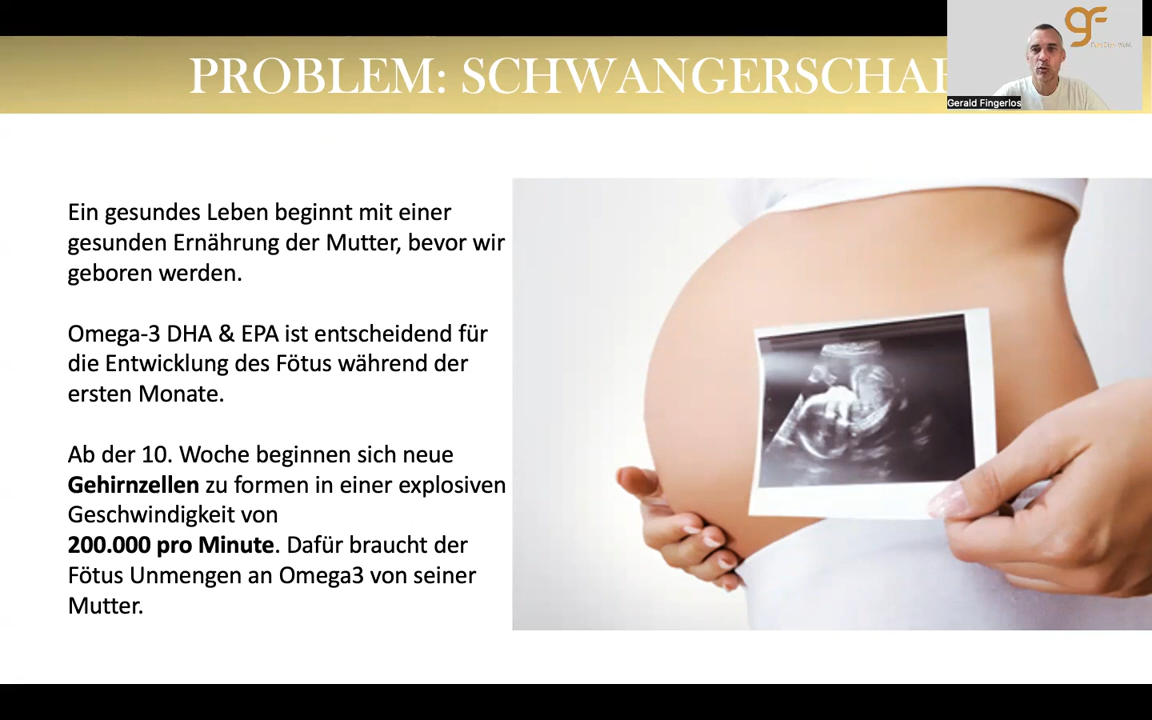 PROBLEM: SCHWANGERSCHAF
Gerald Fingerlos
Ein gesundes Leben beginnt mit einer
gesunden Ernährung der Mutter, bevor wir
geboren werden.
Omega-3 DHA & EPA ist entscheidend für
die Entwicklung des Fötus während der
ersten Monate.
Ab der 10. Woche beginnen sich neue
Gehirnzellen zu formen in einer explosiven
Geschwindigkeit von
200.000 pro Minute. Dafür braucht der
Fötus Unmengen an Omega3 von seiner
Mutter.